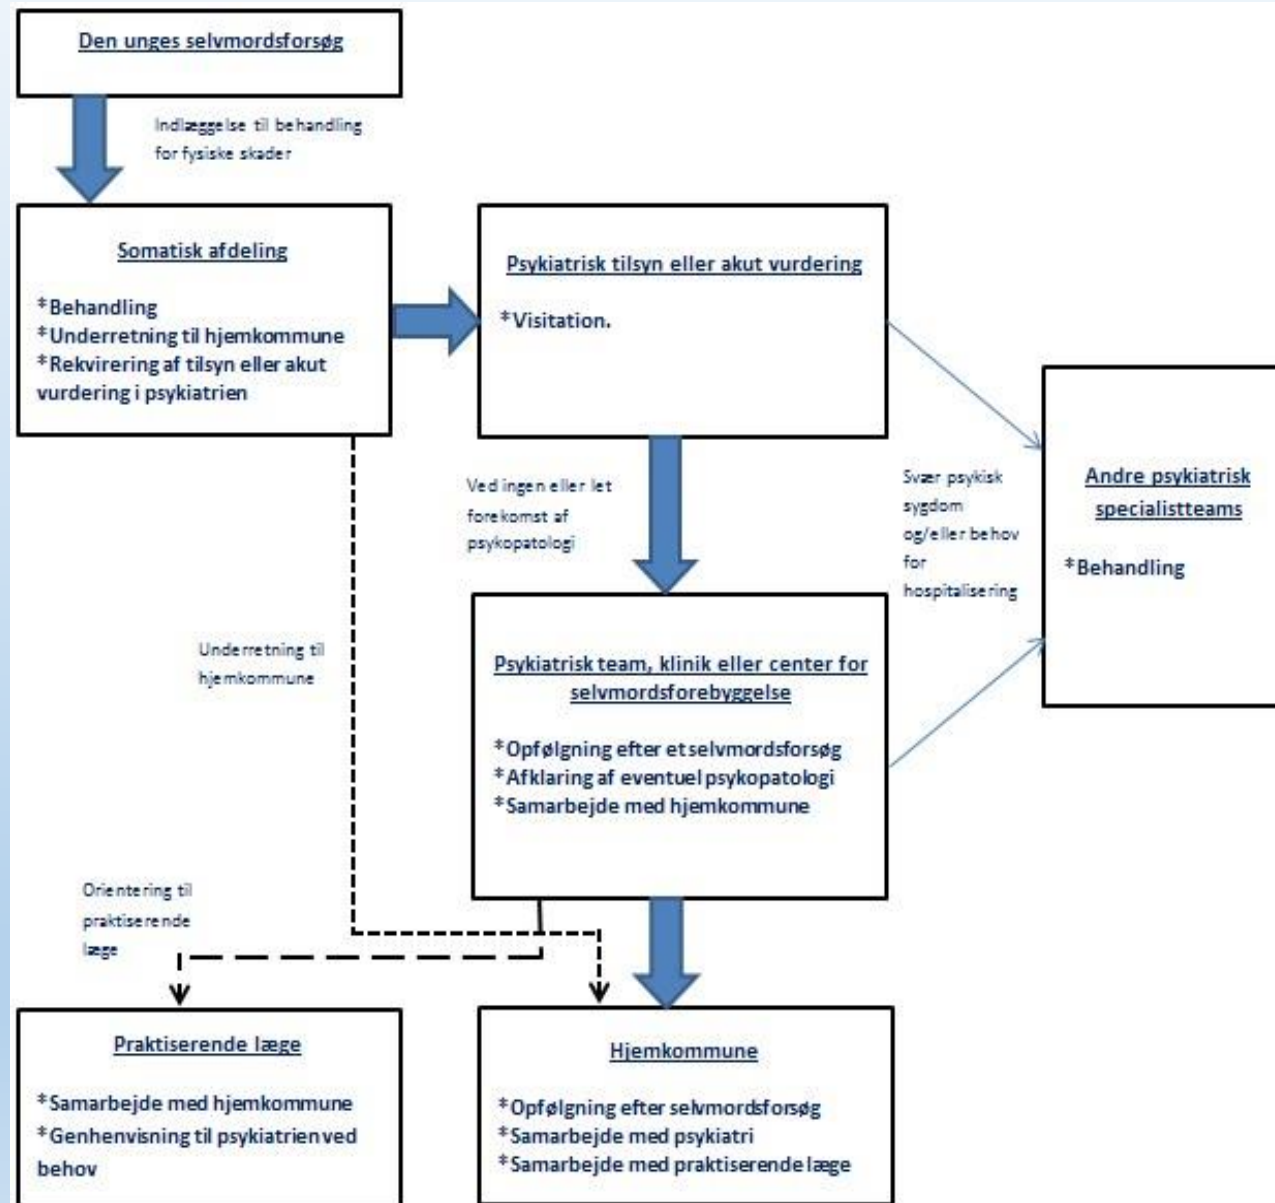 Den unges selvmordsforsøg
Indlæggelse til behandling
for fysiske skader
Somatisk afdeling
*Behandling
*Underretning til hjemkommune
*Rekvirering af tilsyn eller akut
vurdering i psykiatrien
Psykiatrisk tilsyn eller akut vurdering
*Visitation.
Ved ingen eller let
forekomst af
psykopatologi
Svær psykisk
sygdom
og/eller behov
for
hospitalisering
Andre psykiatrisk
specialistteams
*Behandling
Underretning til
hjemkommune
Psykiatrisk team, klinik eller center for
selvmordsforebyggelse
*Opfølgning efter et selvmordsforsøg
*Afklaring af eventuel psykopatologi
*Samarbejde med hjemkommune
Orientering til
praktiserende
læge
Praktiserende læge
*Samarbejde med hjemkommune
*Genhenvisning til psykiatrien ved
behov
Hjemkommune
*Opfølgning efter selvmordsforsøg
*Samarbejde med psykiatri
*Samarbejde med praktiserende læge